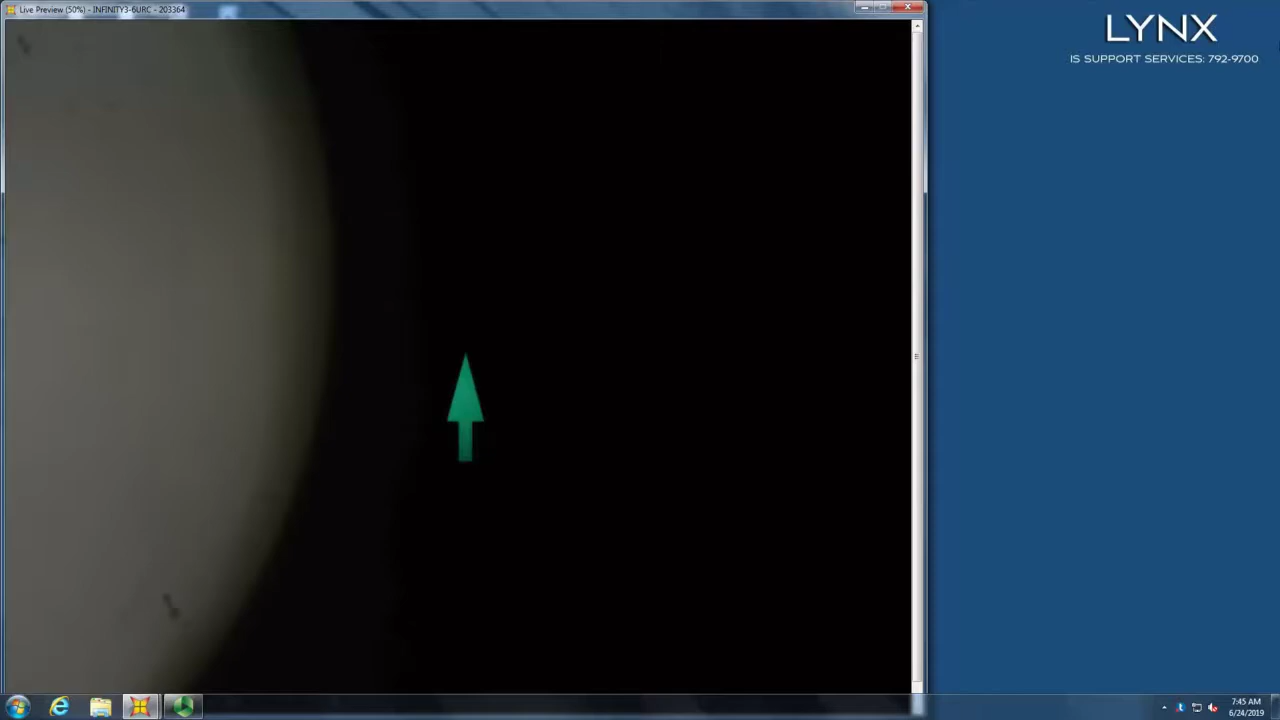 Live Preview (50%) - INFINITY3-6URC - 203364
LYNX
IS SUPPORT SERVICES: 792-9700
7:45 AM
6/24/2019